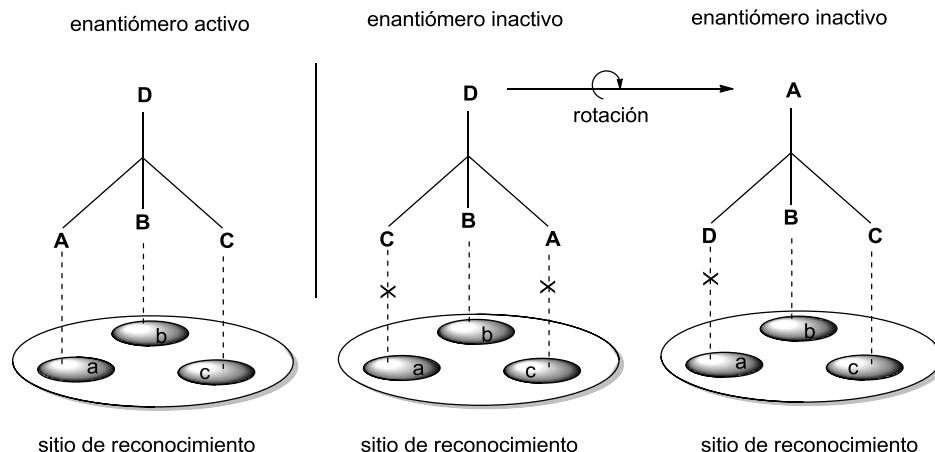 enantiómero activo
enantiómero inactivo
enantiómero inactivo
D
D
rotación
A
A
B
C
C
B
A
D
B
C
a
b
c
a
b
c
a
b
c
sitio de reconocimiento
sitio de reconocimiento
sitio de reconocimiento